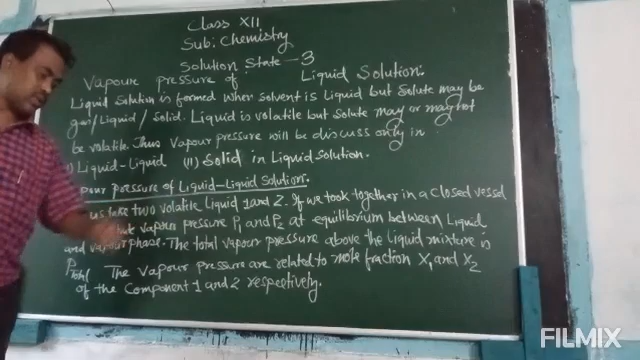 Class XII
Sub: Chemistry
Solution State - 3
Vapour pressure of Liquid Solution:
Liquid Solution is formed when solvent is Liquid but Solute may be
gas/Liquid/solid. Liquid is volatile but solute may or may not
be volatile. Thus Vapour pressure will be discuss only in
I) Liquid-Liquid (II) Solid in Liquid solution.
pour pressure of Liquid-Liquid Solution:
us take two volatile Liquid 1 and 2. If we took together in a closed vessel
vapour pressure P1 and P2 at equilibrium between Liquid
and vapour phase. The total vapour pressure above the liquid mixture is
P Total The vapour pressure are related to mole fraction X1 and X2
of the Component 1 and 2 respectively.
FILMIX